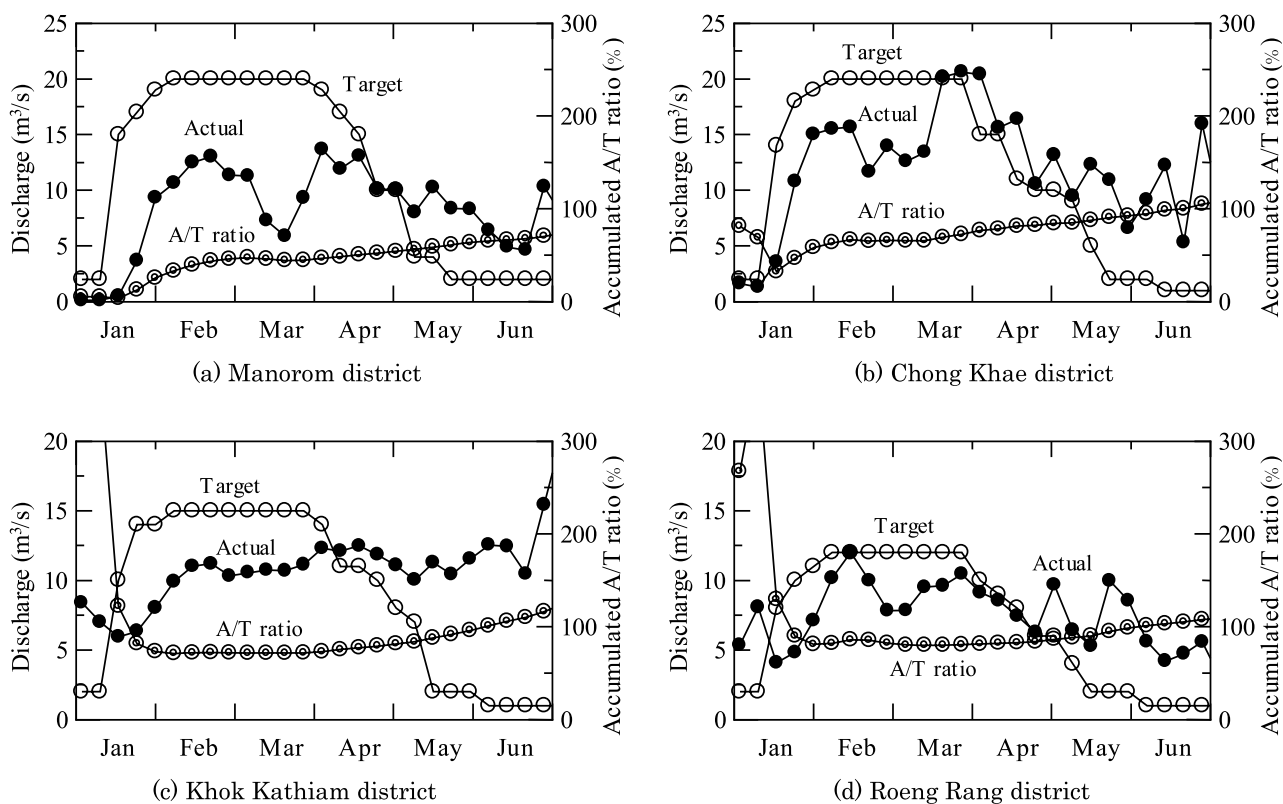 25
20
15
10
5
0
Discharge (m³/s)
Target
Actual
A/T ratio
300
200
100
0
Accumulated A/T ratio (%)
Jan Feb Mar Apr May Jun
(a) Manorom district
25
20
15
10
5
0
Discharge (m³/s)
Target
Actual
A/T ratio
300
200
100
0
Accumulated A/T ratio (%)
Jan Feb Mar Apr May Jun
(b) Chong Khae district
20
15
10
5
0
Discharge (m³/s)
Target
Actual
A/T ratio
300
200
100
0
Accumulated A/T ratio (%)
Jan Feb Mar Apr May Jun
(c) Khok Kathiam district
20
15
10
5
0
Discharge (m³/s)
Target
Actual
A/T ratio
300
200
100
0
Accumulated A/T ratio (%)
Jan Feb Mar Apr May Jun
(d) Roeng Rang district